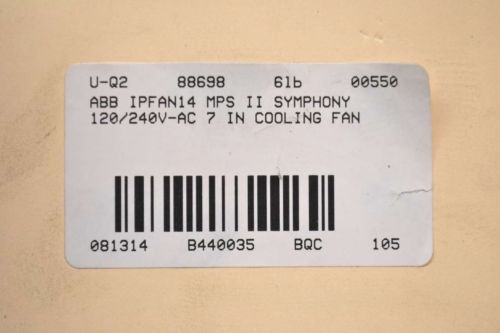 U-Q2 88698 6lb 00550
ABB IPFAN14 MPS II SYMPHONY
120/240V-AC 7 IN COOLING FAN
081314 B440035 BQC 105